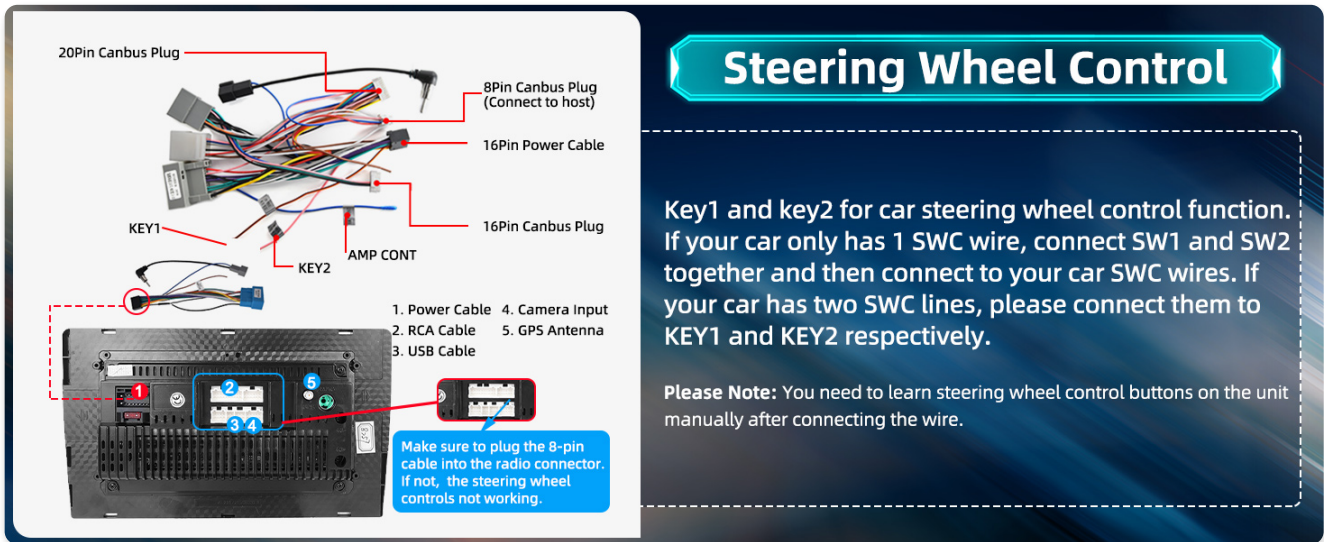 20Pin Canbus Plug
8Pin Canbus Plug
(Connect to host)
16Pin Power Cable
16Pin Canbus Plug
KEY1
KEY2
AMP CONT
1. Power Cable
2. RCA Cable
3. USB Cable
4. Camera Input
5. GPS Antenna
1
2
3
4
5
Make sure to plug the 8-pin
cable into the radio connector.
If not, the steering wheel
controls not working.
Steering Wheel Control
Key1 and key2 for car steering wheel control function.
If your car only has 1 SWC wire, connect SW1 and SW2
together and then connect to your car SWC wires. If
your car has two SWC lines, please connect them to
KEY1 and KEY2 respectively.
Please Note: You need to learn steering wheel control buttons on the unit
manually after connecting the wire.